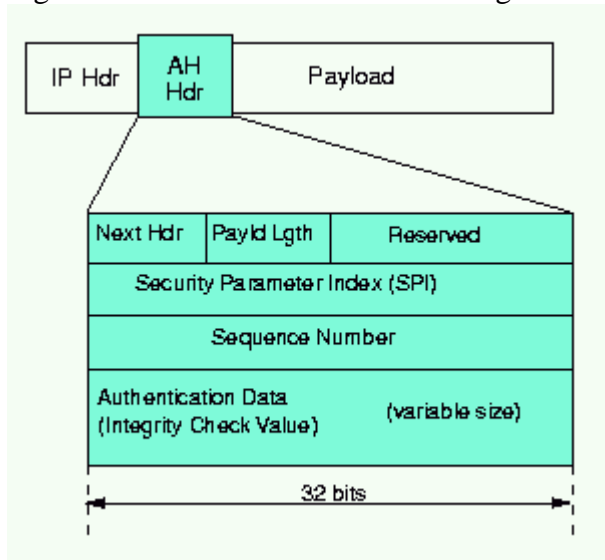 IP Hdr
AH
Hdr
Payload
Next Hdr
Payld Lgth
Reserved
Security Parameter Index (SPI)
Sequence Number
Authentication Data
(Integrity Check Value)
(variable size)
32 bits